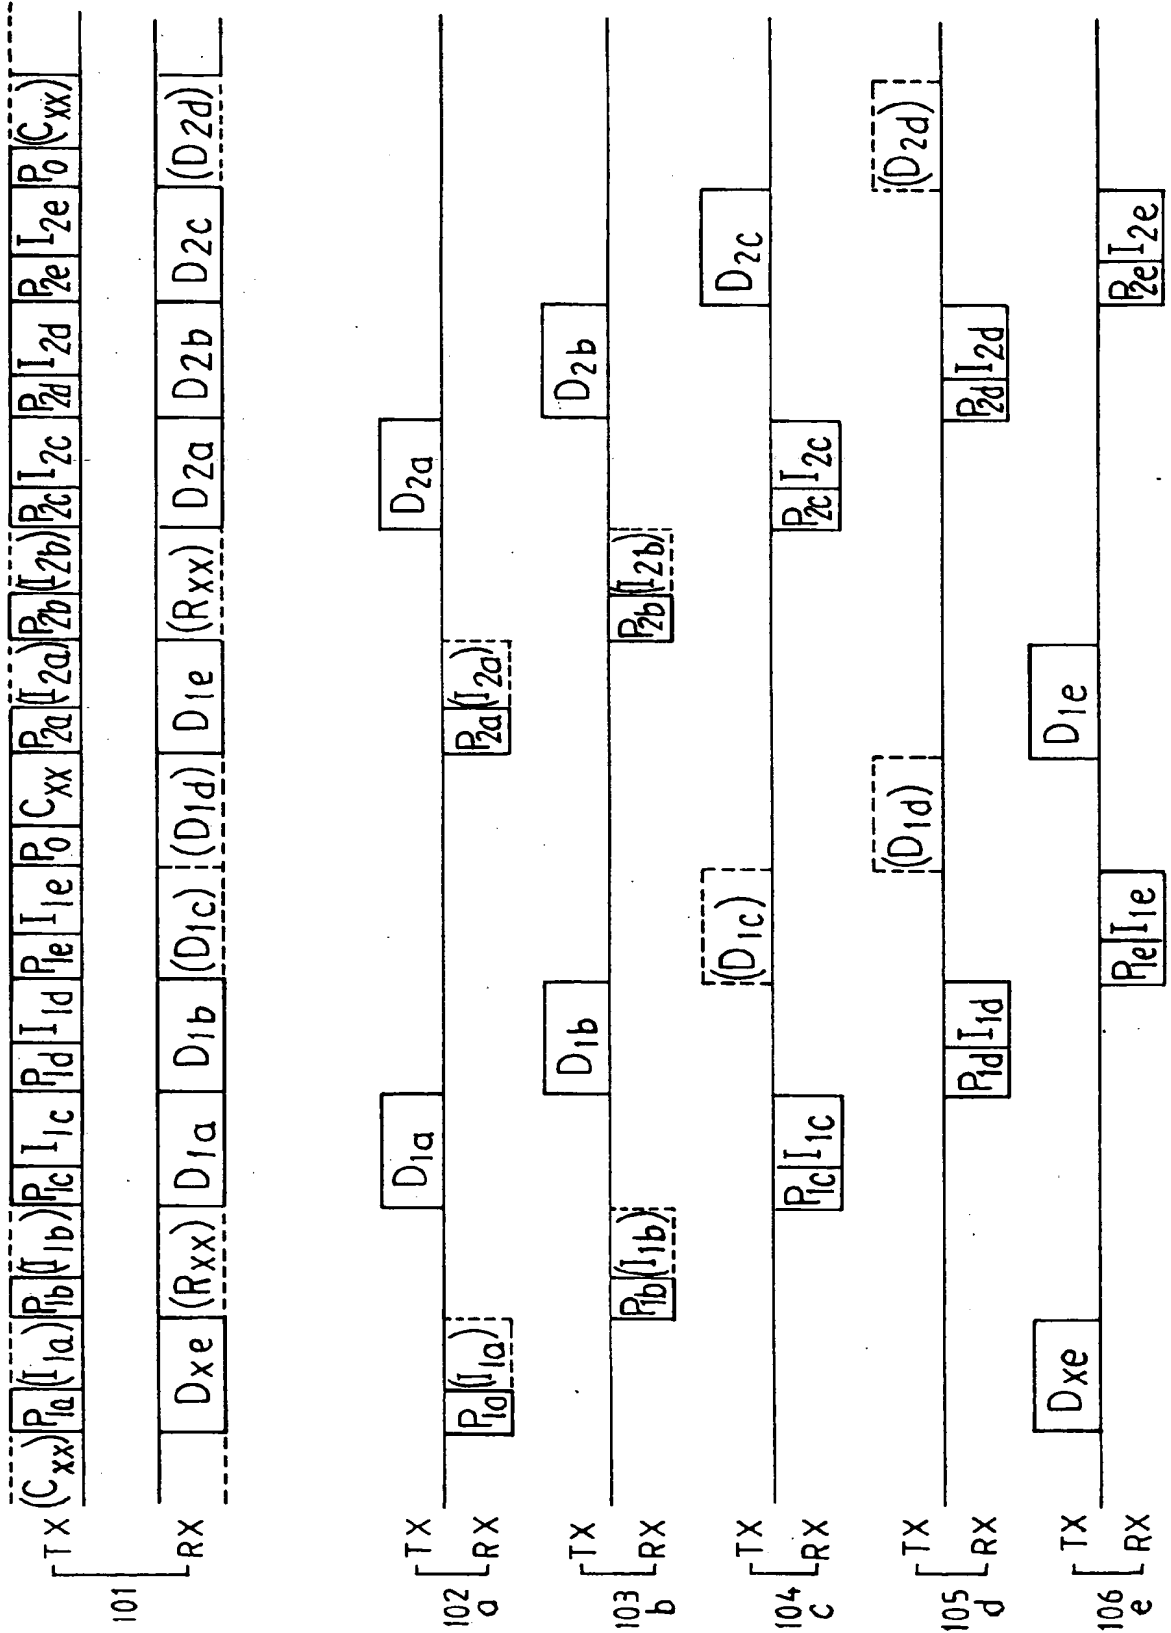 101
TX (Cxx) P1a (I1a) P1b (I1b) P1c I1c P1d I1d P1e I1e P0 Cxx P2a (I2a) P2b (I2b) P2c I2c P2d I2d P2e I2e P0 (Cxx)
RX Dxe (Rxx) D1a D1b (D1c) (D1d) D1e (Rxx) D2a D2b D2c (D2d)
102
a
TX D1a D2a
RX P1a (I1a) P2a (I2a)
103
b
TX D1b D2b
RX P1b (I1b) P2b (I2b)
104
c
TX (D1c) D2c
RX P1c I1c P2c I2c
105
d
TX (D1d) (D2d)
RX P1d I1d P2d I2d
106
e
TX Dxe D1e
RX P1e I1e P2e I2e